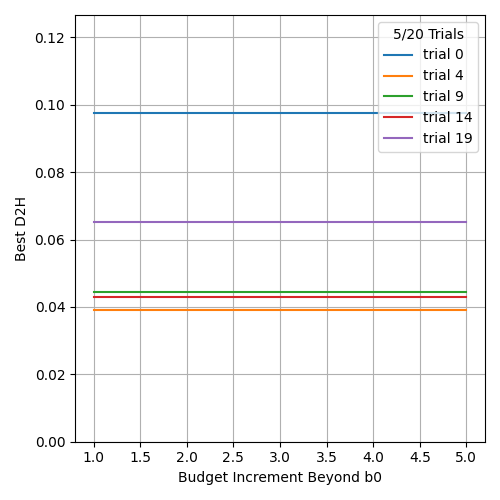 5/20 Trials
trial 0
trial 4
trial 9
trial 14
trial 19
0.12
0.10
0.08
0.06
0.04
0.02
0.00
Best D2H
1.0 1.5 2.0 2.5 3.0 3.5 4.0 4.5 5.0
Budget Increment Beyond b0